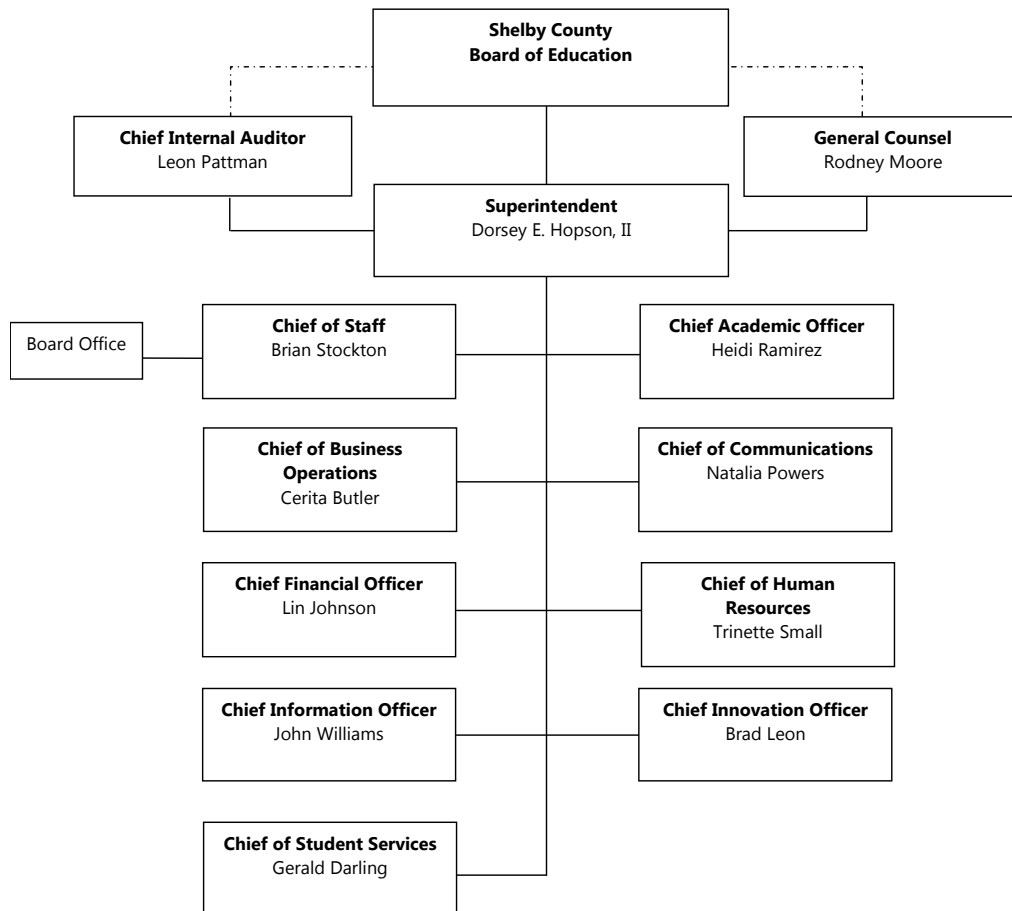 Shelby County
Board of Education
Chief Internal Auditor
Leon Pattman
General Counsel
Rodney Moore
Superintendent
Dorsey E. Hopson, II
Board Office
Chief of Staff
Brian Stockton
Chief Academic Officer
Heidi Ramirez
Chief of Business
Operations
Cerita Butler
Chief of Communications
Natalia Powers
Chief Financial Officer
Lin Johnson
Chief of Human
Resources
Trinette Small
Chief Information Officer
John Williams
Chief Innovation Officer
Brad Leon
Chief of Student Services
Gerald Darling